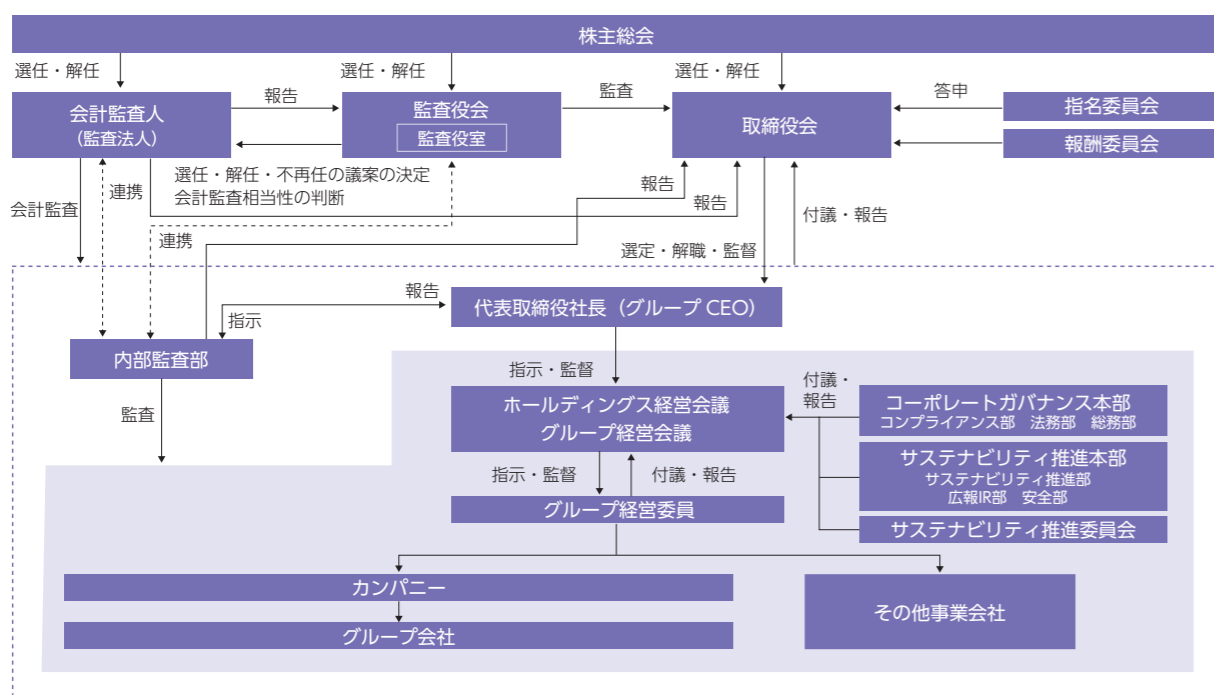 株主総会
選任・解任
選任・解任
選任・解任
会計監査人
(監査法人)
報告
監査役会
監査役室
監査
取締役会
答申
指名委員会
報酬委員会
選任・解任・不再任の議案の決定
会計監査相当性の判断
連携
会計監査
連携
報告
報告
付議・報告
選定・解職・監督
報告
指示
代表取締役社長（グループ CEO）
内部監査部
監査
指示・監督
ホールディングス経営会議
グループ経営会議
付議・
報告
コーポレートガバナンス本部
コンプライアンス部　法務部　総務部
サステナビリティ推進本部
サステナビリティ推進部
広報IR部　安全部
サステナビリティ推進委員会
指示・監督
付議・報告
グループ経営委員
カンパニー
グループ会社
その他事業会社